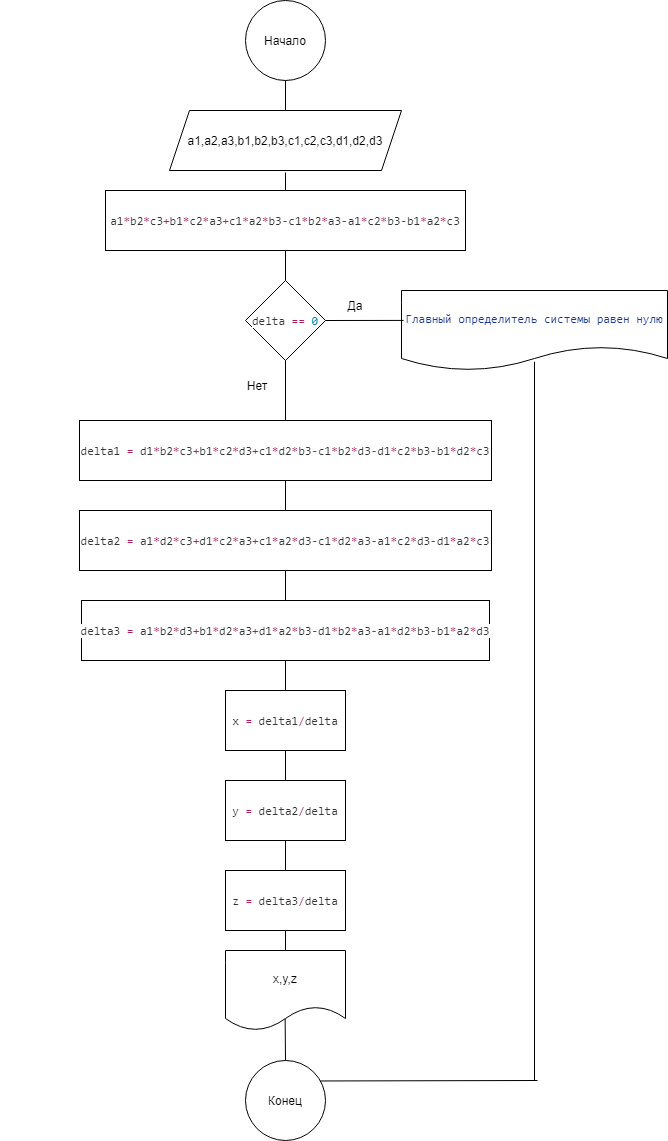 Начало
a1,a2,a3,b1,b2,b3,c1,c2,c3,d1,d2,d3
a1*b2*c3+b1*c2*a3+c1*a2*b3-c1*b2*a3-a1*c2*b3-b1*a2*c3
delta == 0
Да
Главный определитель системы равен нулю
Нет
delta1 = d1*b2*c3+b1*c2*d3+c1*d2*b3-c1*b2*d3-d1*c2*b3-b1*d2*c3
delta2 = a1*d2*c3+d1*c2*a3+c1*a2*d3-c1*d2*a3-a1*c2*d3-d1*a2*c3
delta3 = a1*b2*d3+b1*d2*a3+d1*a2*b3-d1*b2*a3-a1*d2*b3-b1*a2*d3
x = delta1/delta
y = delta2/delta
z = delta3/delta
x,y,z
Конец